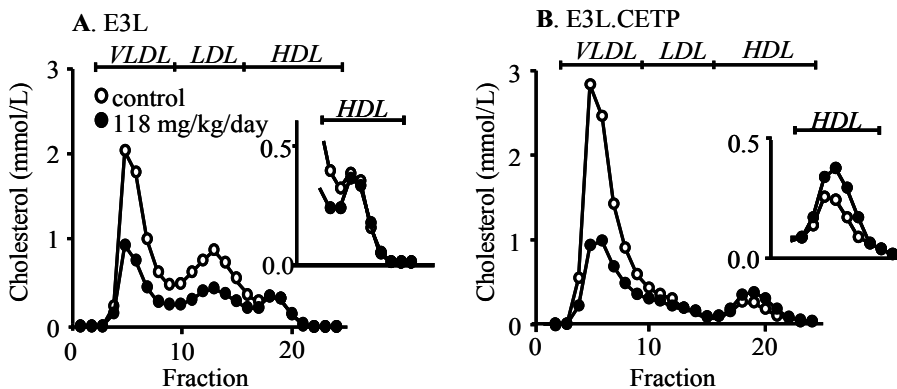 A. E3L
VLDL LDL HDL
3
2
1
0
Cholesterol (mmol/L)
control
118 mg/kg/day
HDL
0.5
0.0
0 10 20
Fraction
B. E3L.CETP
VLDL LDL HDL
3
2
1
0
Cholesterol (mmol/L)
HDL
0.5
0.0
0 10 20
Fraction